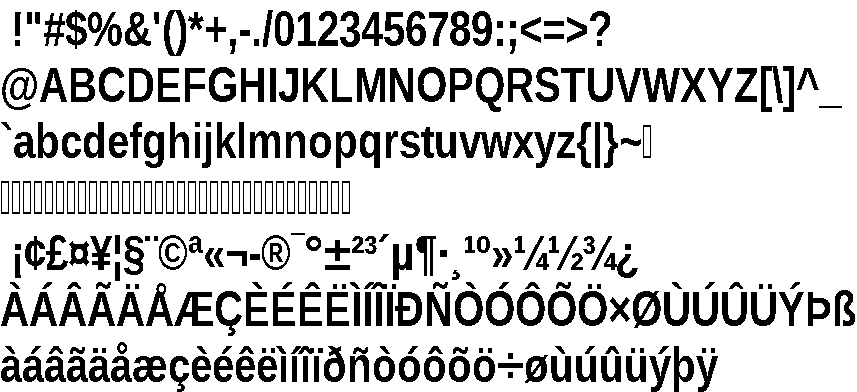 !"#$%&'()*+,-./0123456789:;<=>?
@ABCDEFGHIJKLMNOPQRSTUVWXYZ[\]^_
`abcdefghijklmnopqrstuvwxyz{|}~
¡¢£¤¥¦§¨©ª«¬-®¯°±²³´µ¶·¸¹º»¼½¾¿
ÀÁÂÃÄÅÆÇÈÉÊËÌÍÎÏÐÑÒÓÔÕÖ×ØÙÚÛÜÝÞß
àáâãäåæçèéêëìíîïðñòóôõö÷øùúûüýþÿ